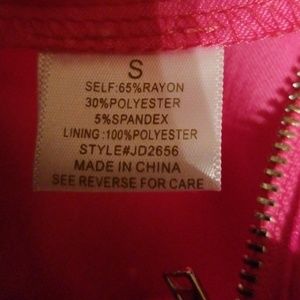 S
SELF:65%RAYON
30%POLYESTER
5%SPANDEX
LINING:100%POLYESTER
STYLE#JD2656
MADE IN CHINA
SEE REVERSE FOR CARE